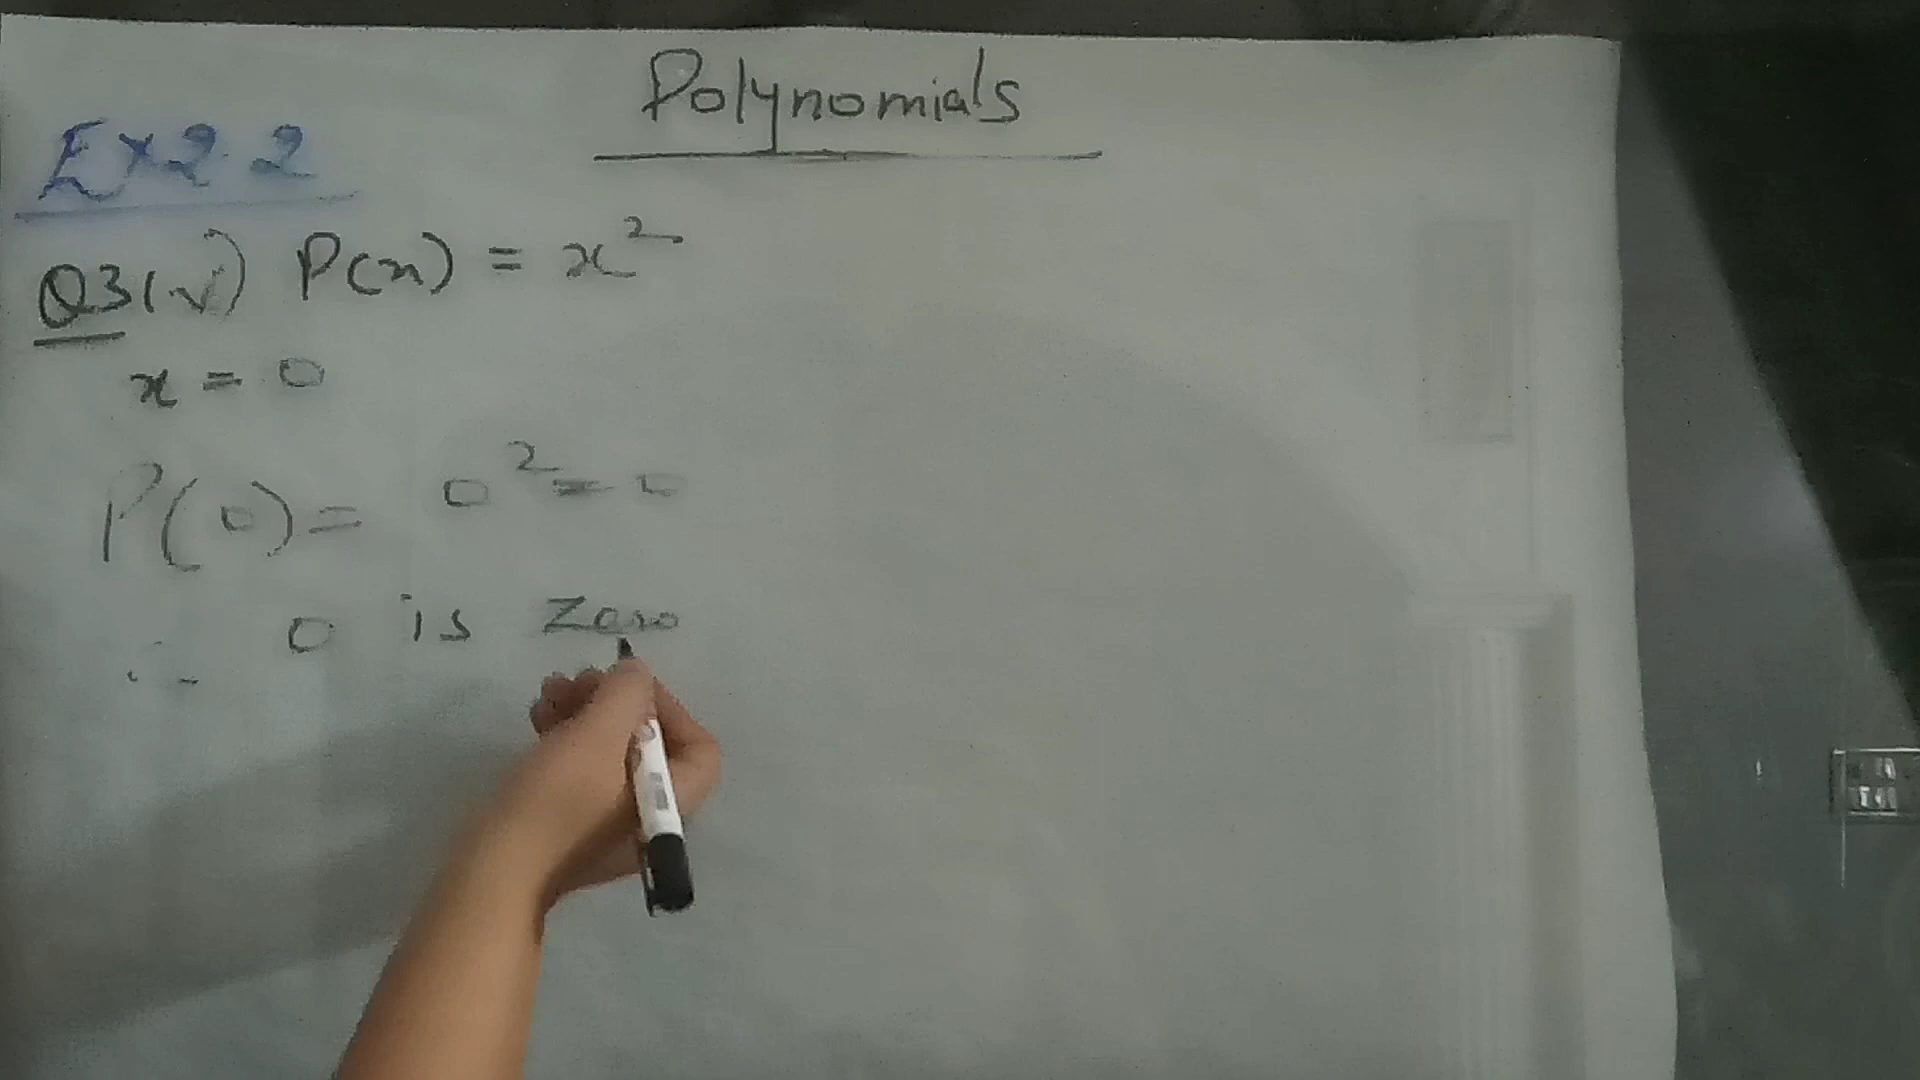 Polynomials
Ex 2.2
Q3(v) P(x) = x²
x = 0
P(0) = 0² = 0
∴ 0 is Zero